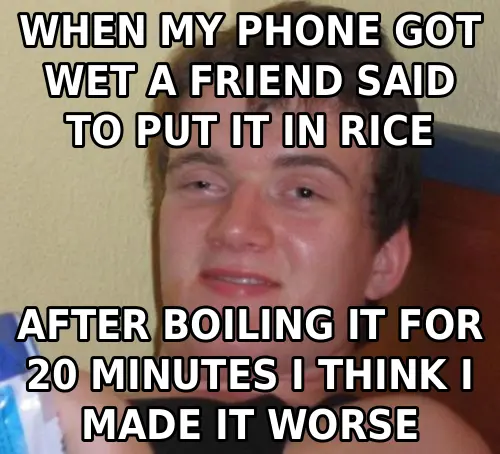 WHEN MY PHONE GOT
WET A FRIEND SAID
TO PUT IT IN RICE
AFTER BOILING IT FOR
20 MINUTES I THINK I
MADE IT WORSE